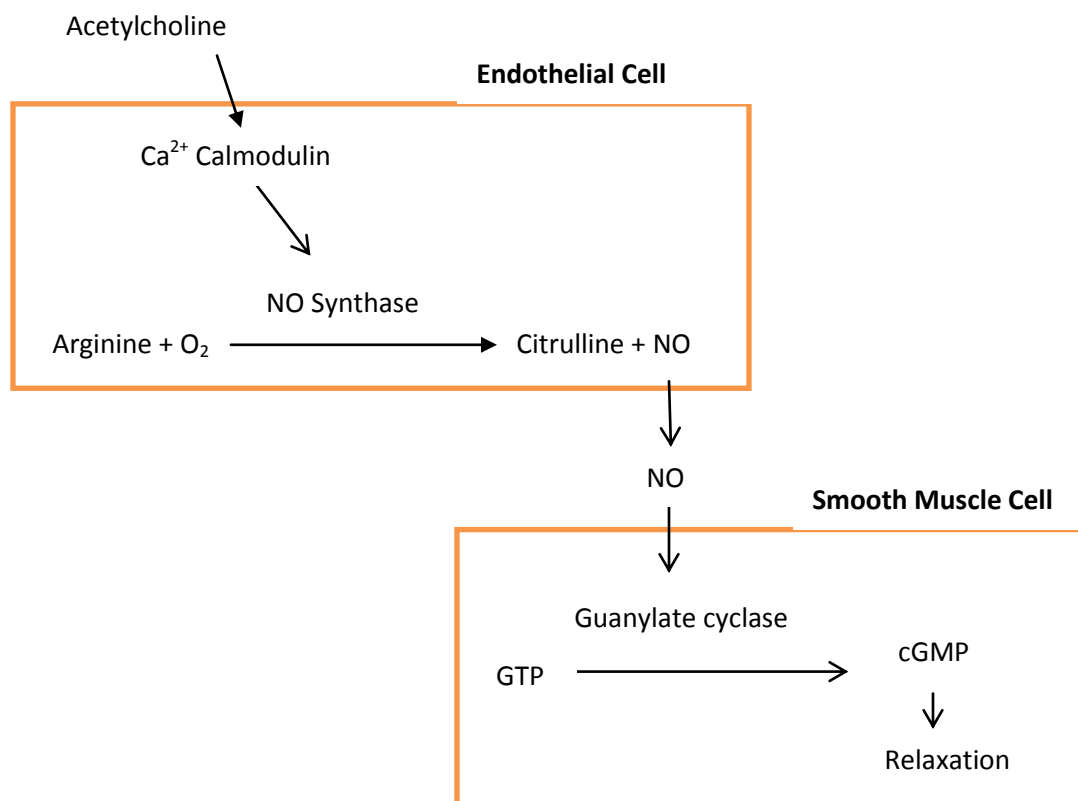 Acetylcholine
Endothelial Cell
Ca²⁺ Calmodulin
NO Synthase
Arginine + O₂
Citrulline + NO
NO
Smooth Muscle Cell
Guanylate cyclase
GTP
cGMP
Relaxation